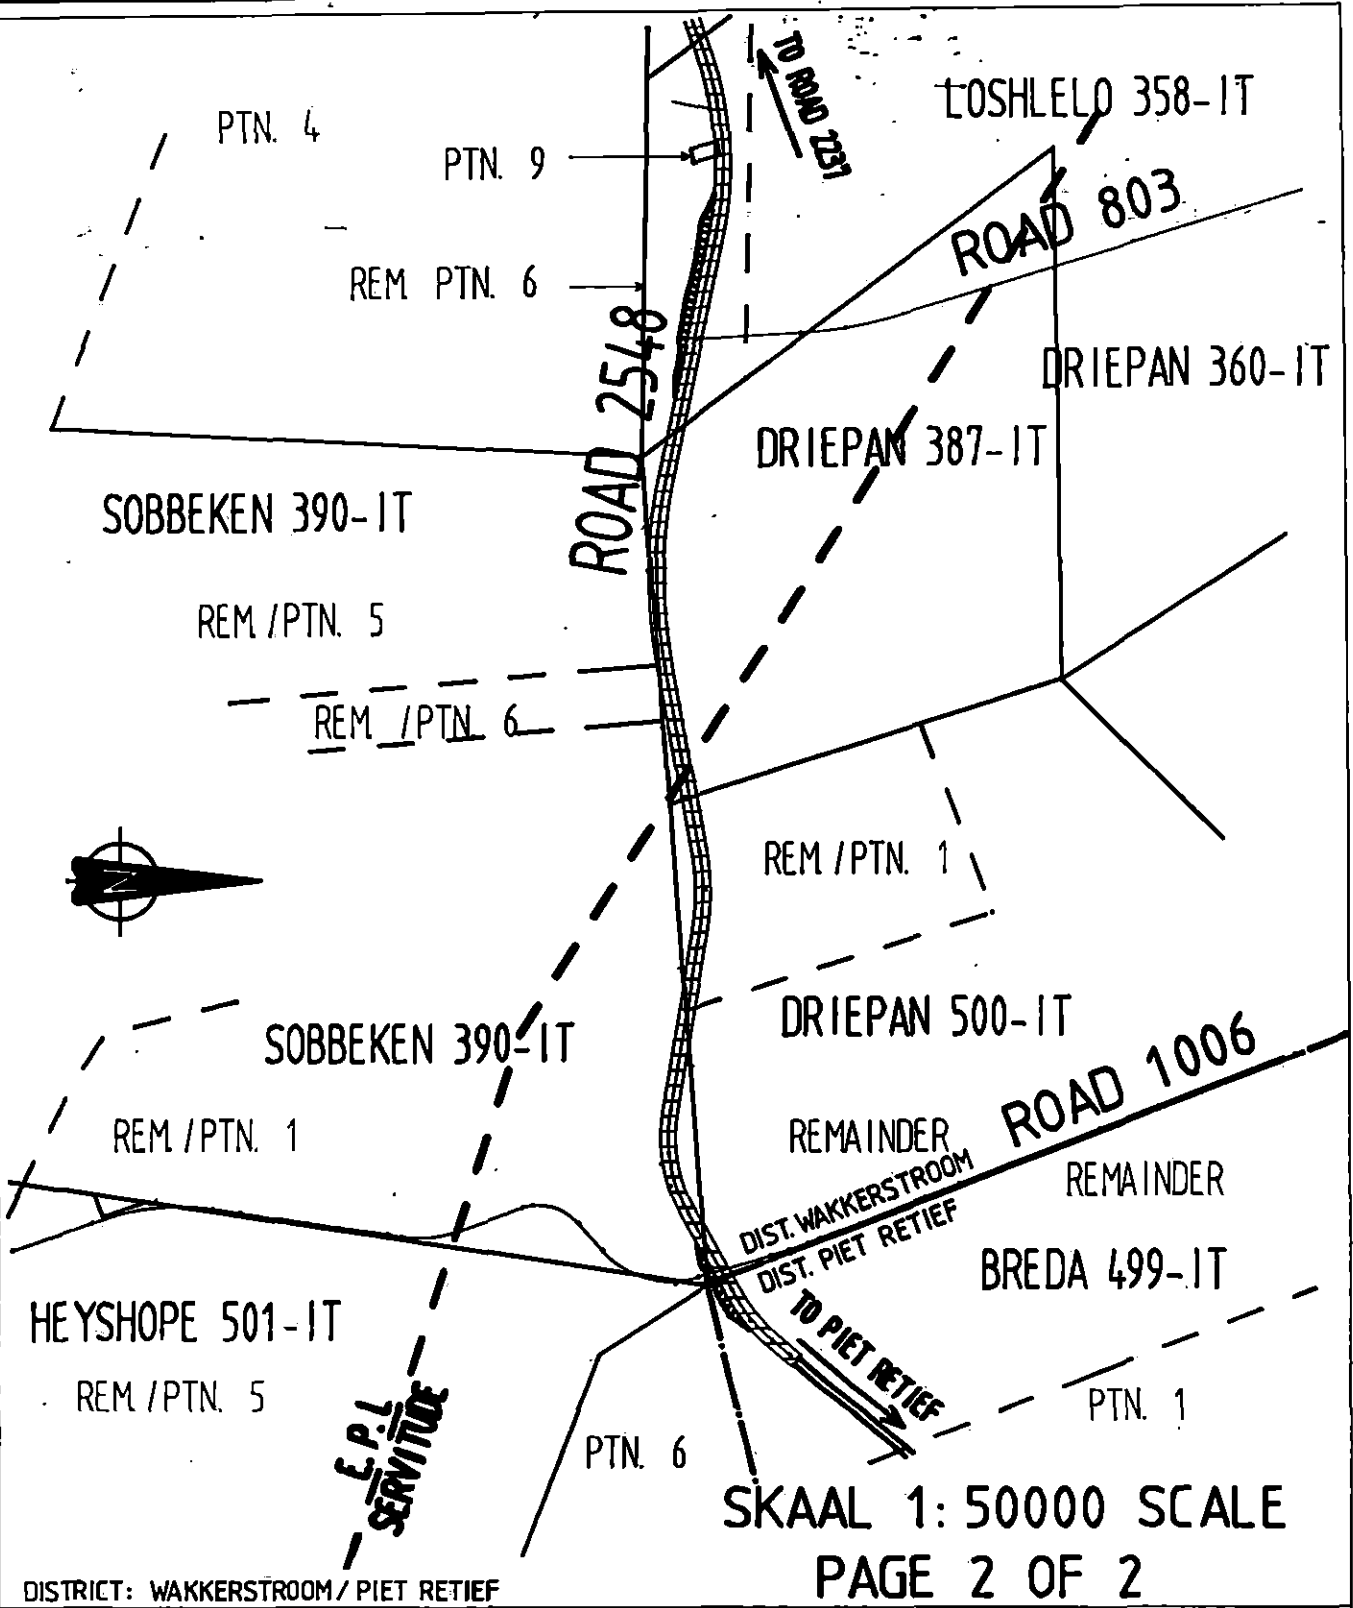 PTN. 4
PTN. 9
TO ROAD 2237
LOSHLELO 358-IT
ROAD 803
REM PTN. 6
ROAD 2548
DRIEPAN 360-IT
DRIEPAN 387-IT
SOBBEKEN 390-IT
REM /PTN. 5
REM /PTN. 6
REM /PTN. 1
N
SOBBEKEN 390-IT
DRIEPAN 500-IT
ROAD 1006
REM /PTN. 1
REMAINDER
REMAINDER
DIST. WAKKERSTROOM
DIST. PIET RETIEF
BREDA 499-IT
HEYSHOPE 501-IT
TO PIET RETIEF
REM /PTN. 5
PTN. 1
E. P. L
SERVITUDE
PTN. 6
SKAAL 1: 50000 SCALE
PAGE 2 OF 2
DISTRICT: WAKKERSTROOM/ PIET RETIEF